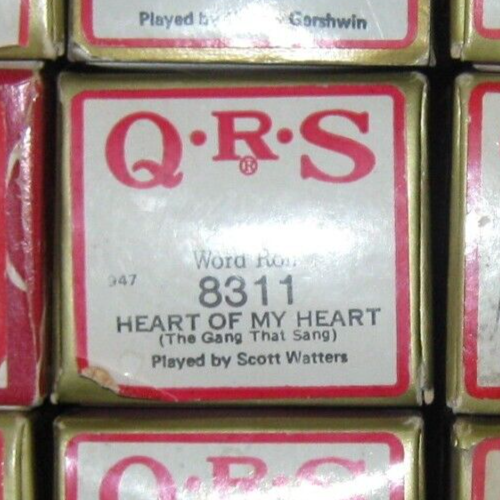 Played by Gershwin
Q·R·S
®
Word Roll
947
8311
HEART OF MY HEART
(The Gang That Sang)
Played by Scott Watters
Q·R·S